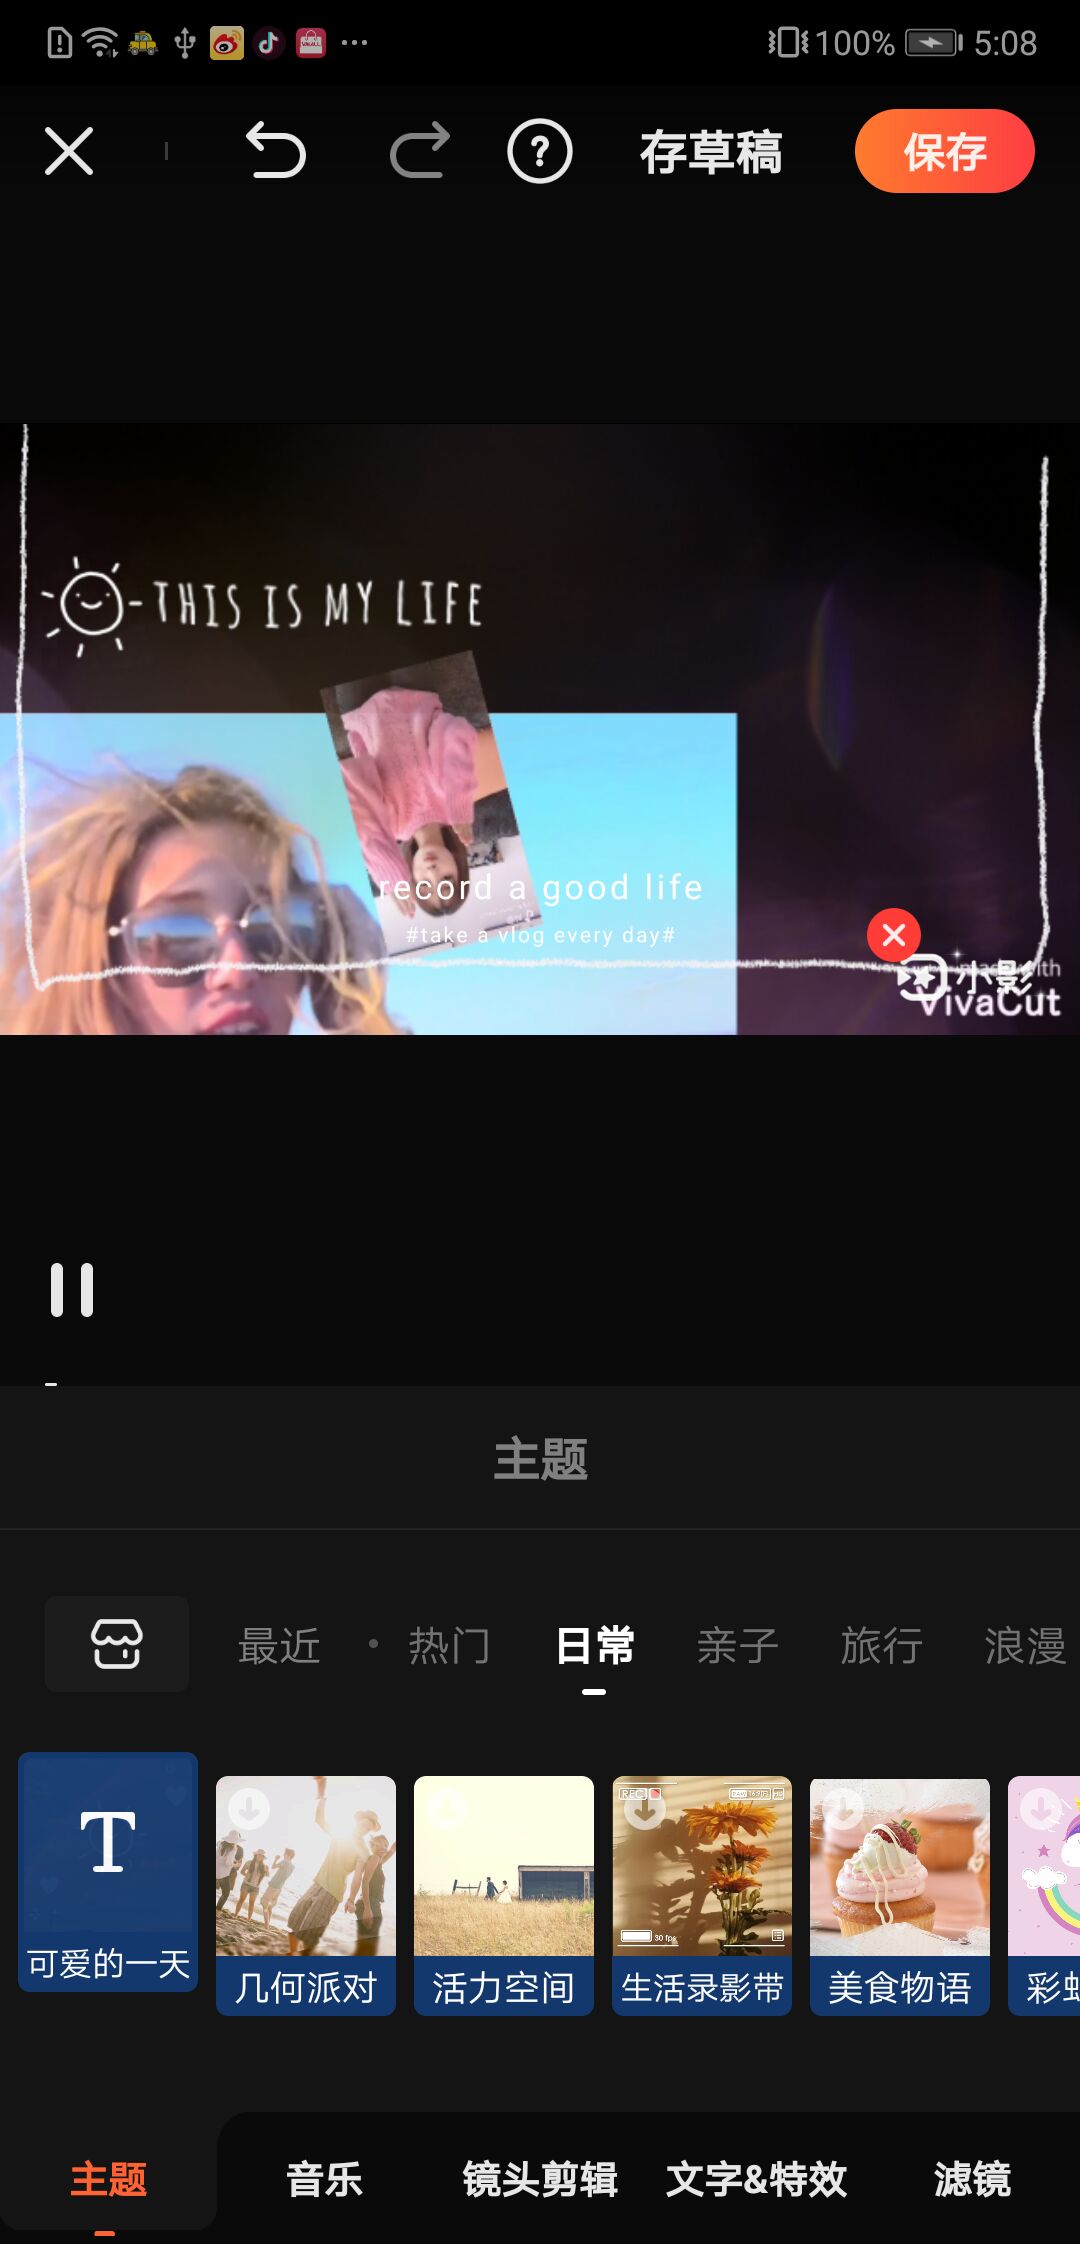 100% 5:08
存草稿
保存
THIS IS MY LIFE
record a good life
#take a vlog every day#
小影
VivaCut
主题
最近
热门
日常
亲子
旅行
浪漫
T
可爱的一天
几何派对
活力空间
REC
30 fps
生活录影带
美食物语
彩虹
主题
音乐
镜头剪辑
文字&特效
滤镜